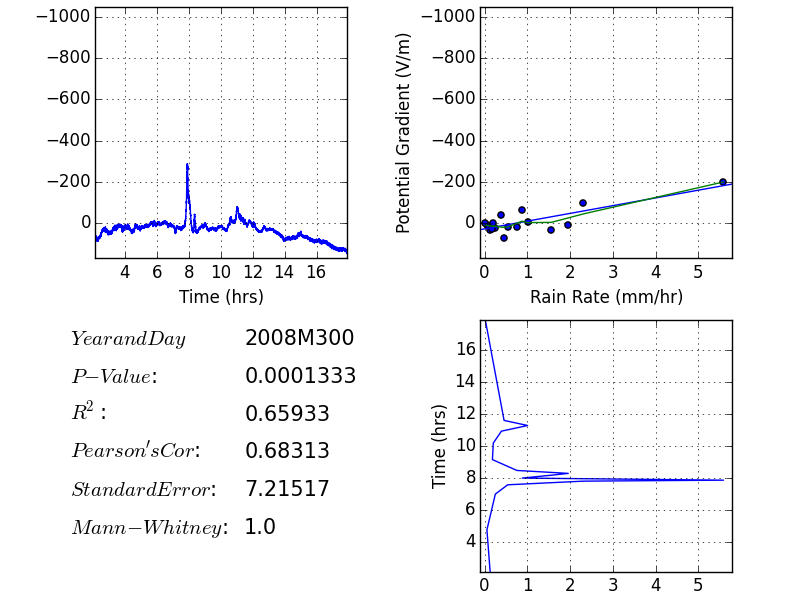 −1000
−800
−600
−400
−200
0
4 6 8 10 12 14 16
Time (hrs)
Potential Gradient (V/m)
−1000
−800
−600
−400
−200
0
0 1 2 3 4 5
Rain Rate (mm/hr)
YearandDay 2008M300
P−Value: 0.0001333
R²: 0.65933
Pearson'sCor: 0.68313
StandardError: 7.21517
Mann−Whitney: 1.0
Time (hrs)
16
14
12
10
8
6
4
0 1 2 3 4 5